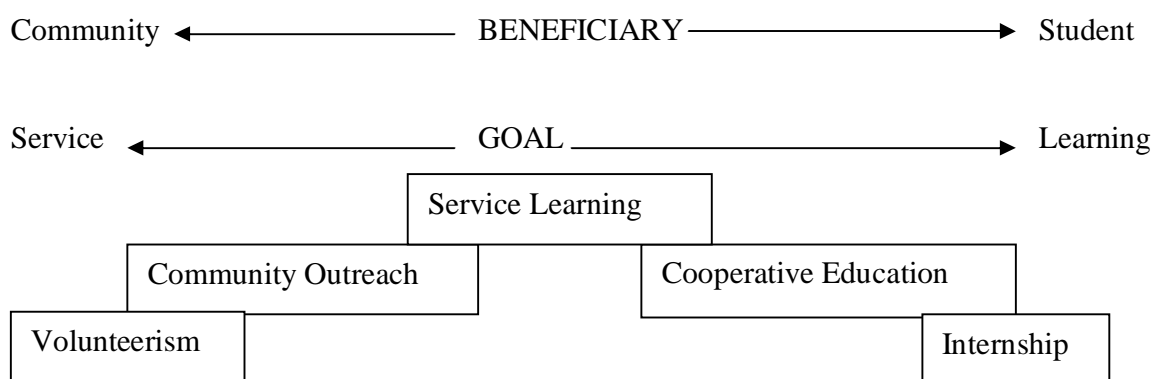 Community BENEFICIARY Student
Service GOAL Learning
Service Learning
Community Outreach Cooperative Education
Volunteerism Internship